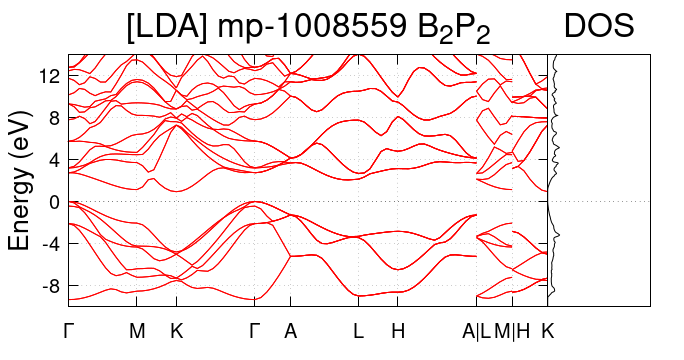 [LDA] mp-1008559 B₂P₂ DOS
Energy (eV)
12
8
4
0
-4
-8
Γ M K Γ A L H A|L M|H K